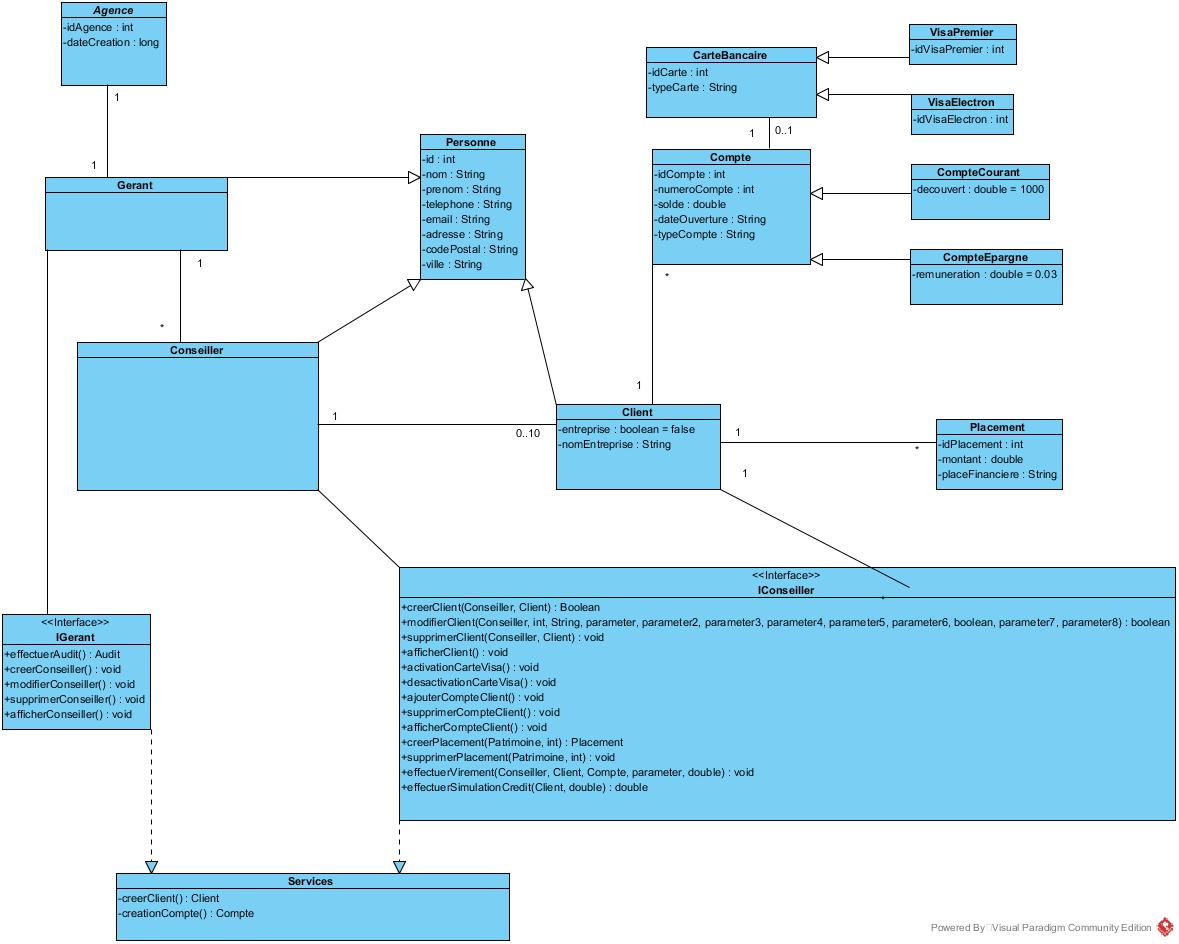 Agence
-idAgence : int
-dateCreation : long
1
1
Gerant
1
*
Personne
-id : int
-nom : String
-prenom : String
-telephone : String
-email : String
-adresse : String
-codePostal : String
-ville : String
CarteBancaire
-idCarte : int
-typeCarte : String
1
0..1
VisaPremier
-idVisaPremier : int
VisaElectron
-idVisaElectron : int
Compte
-idCompte : int
-numeroCompte : int
-solde : double
-dateOuverture : String
-typeCompte : String
*
1
CompteCourant
-decouvert : double = 1000
CompteEpargne
-remuneration : double = 0.03
Conseiller
1
0..10
Client
-entreprise : boolean = false
-nomEntreprise : String
1
*
1
Placement
-idPlacement : int
-montant : double
-placeFinanciere : String
<<Interface>>
IConseiller
*
+creerClient(Conseiller, Client) : Boolean
+modifierClient(Conseiller, int, String, parameter, parameter2, parameter3, parameter4, parameter5, parameter6, boolean, parameter7, parameter8) : boolean
+supprimerClient(Conseiller, Client) : void
+afficherClient() : void
+activationCarteVisa() : void
+desactivationCarteVisa() : void
+ajouterCompteClient() : void
+supprimerCompteClient() : void
+afficherCompteClient() : void
+creerPlacement(Patrimoine, int) : Placement
+supprimerPlacement(Patrimoine, int) : void
+effectuerVirement(Conseiller, Client, Compte, parameter, double) : void
+effectuerSimulationCredit(Client, double) : double
<<Interface>>
IGerant
+effectuerAudit() : Audit
+creerConseiller() : void
+modifierConseiller() : void
+supprimerConseiller() : void
+afficherConseiller() : void
Services
-creerClient() : Client
-creationCompte() : Compte
Powered By Visual Paradigm Community Edition